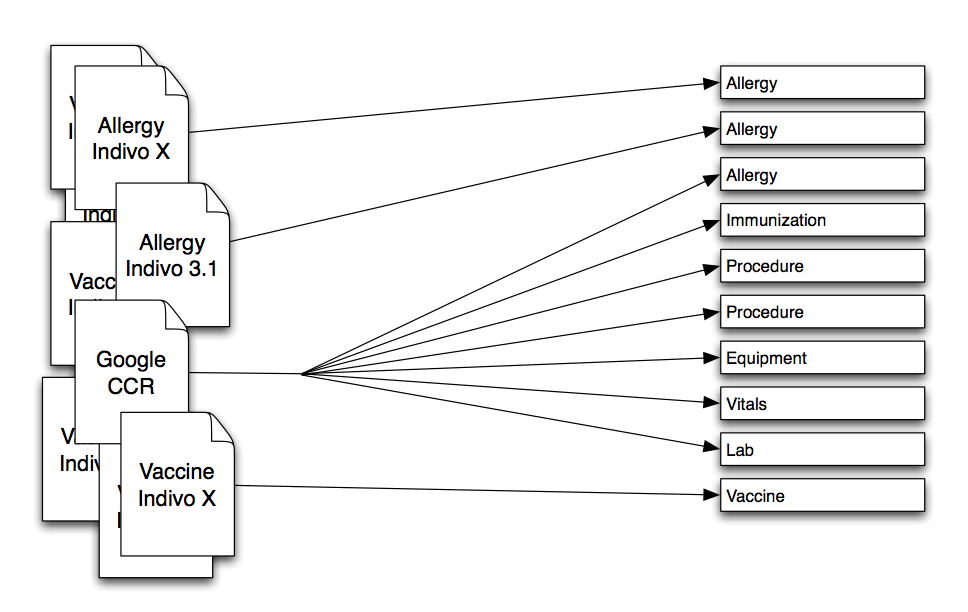 Allergy
Indivo X
Allergy
Indivo 3.1
Google
CCR
Vaccine
Indivo X
Allergy
Allergy
Allergy
Immunization
Procedure
Procedure
Equipment
Vitals
Lab
Vaccine